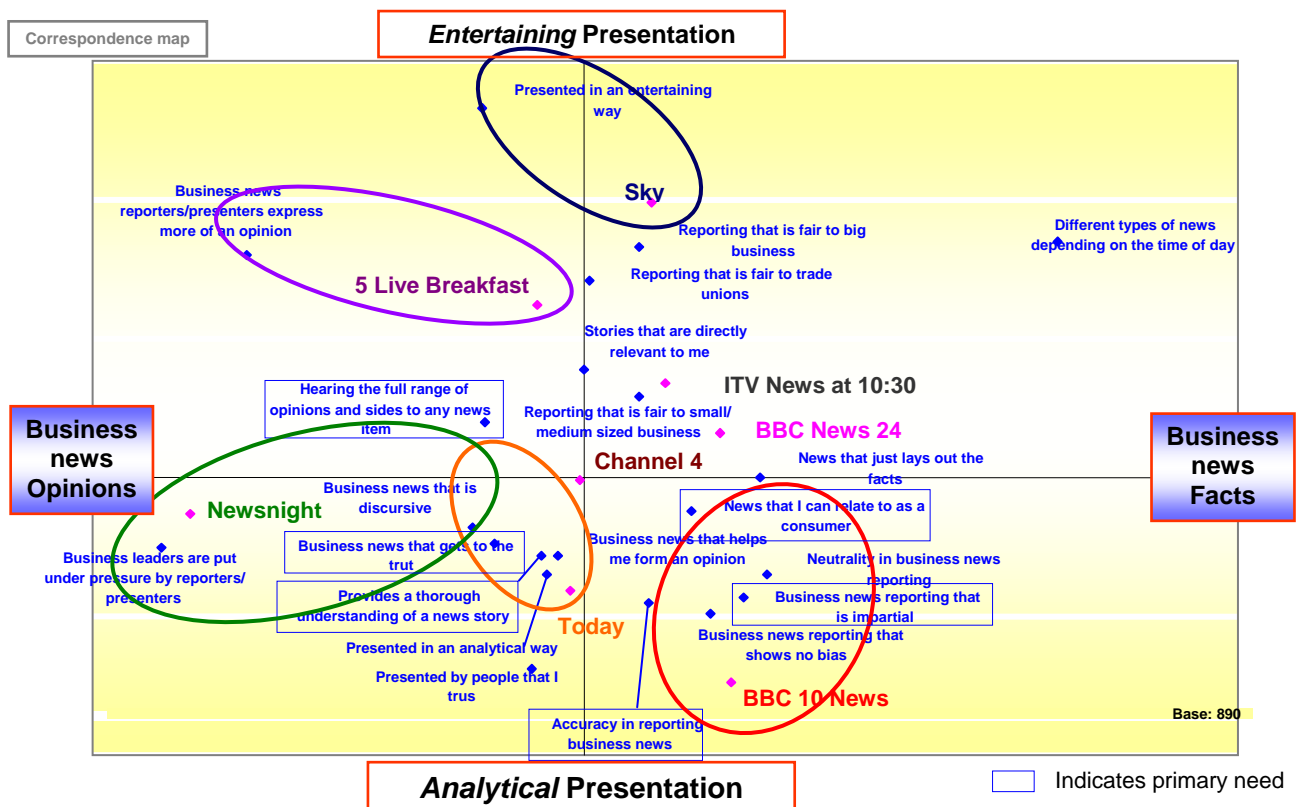 Entertaining Presentation
Correspondence map
Presented in an entertaining
way
Sky
Business news
reporters/presenters express
more of an opinion
5 Live Breakfast
Reporting that is fair to big
business
Different types of news
depending on the time of day
Reporting that is fair to trade
unions
Stories that are directly
relevant to me
ITV News at 10:30
Hearing the full range of
opinions and sides to any news
item
Reporting that is fair to small/
medium sized business
BBC News 24
Business
news
Opinions
Business
news
Facts
Channel 4
News that just lays out the
facts
Newsnight
Business news that is
discursive
News that I can relate to as a
consumer
Business leaders are put
under pressure by reporters/
presenters
Business news that gets to the
trut
Business news that helps
me form an opinion
Neutrality in business news
reporting
Provides a thorough
understanding of a news story
Business news reporting that
is impartial
Today
Presented in an analytical way
Business news reporting that
shows no bias
Presented by people that I
trus
BBC 10 News
Accuracy in reporting
business news
Base: 890
Analytical Presentation
Indicates primary need